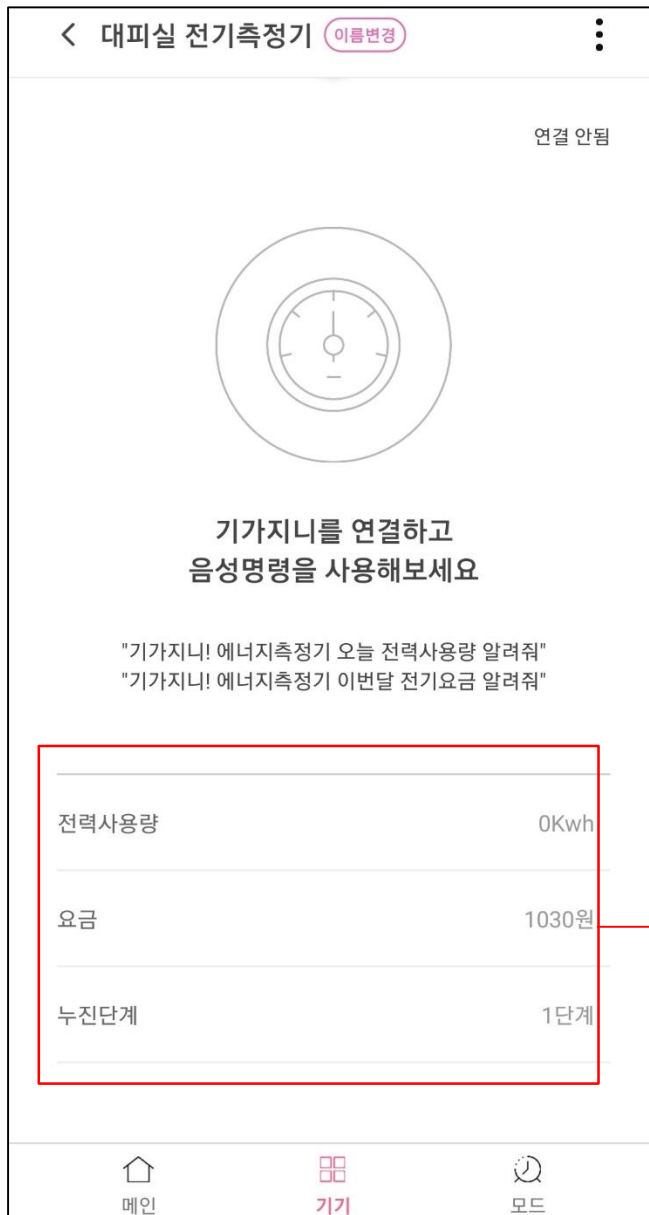 대피실 전기측정기 이름변경
연결 안됨
기가지니를 연결하고
음성명령을 사용해보세요
"기가지니! 에너지측정기 오늘 전력사용량 알려줘"
"기가지니! 에너지측정기 이번달 전기요금 알려줘"
전력사용량 0Kwh
요금 1030원
누진단계 1단계
메인 기기 모드